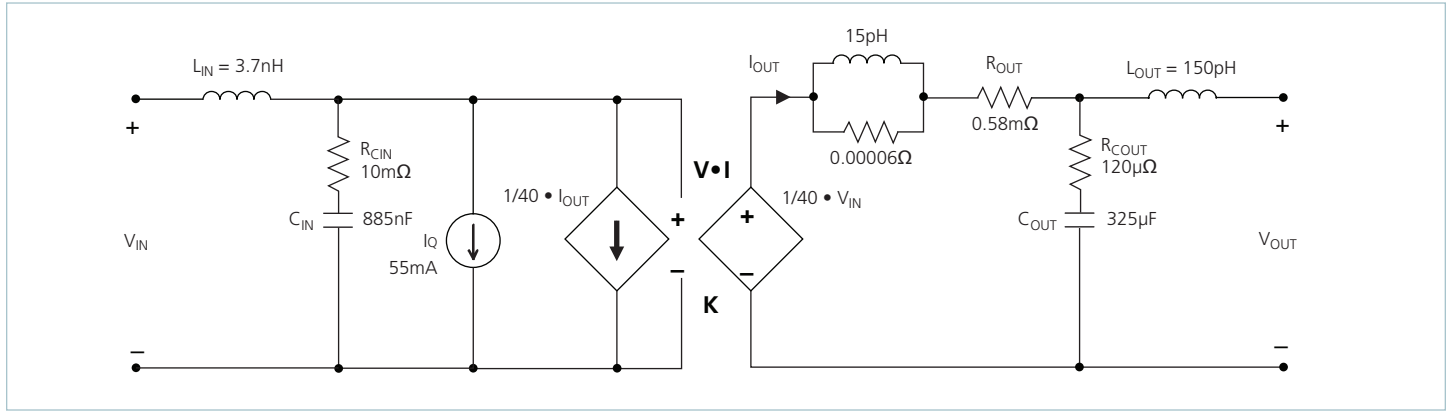 L_IN = 3.7nH
+
R_CIN
10mΩ
C_IN 885nF
V_IN
I_Q
55mA
1/40 • I_OUT
+
–
V•I
K
+
–
1/40 • V_IN
I_OUT
15pH
0.00006Ω
R_OUT
0.58mΩ
L_OUT = 150pH
R_COUT
120µΩ
C_OUT 325µF
+
V_OUT
–
–